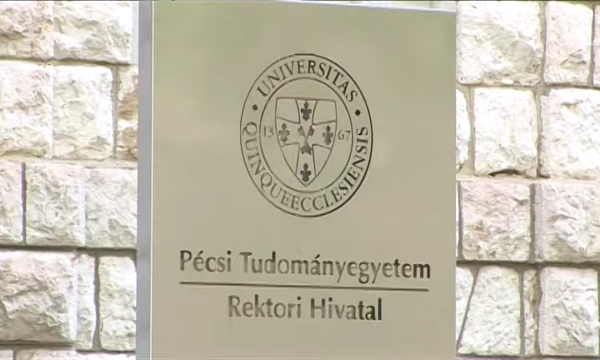 UNIVERSITAS
QUINQUEECCLESIENSIS
13 67
Pécsi Tudományegyetem
Rektori Hivatal